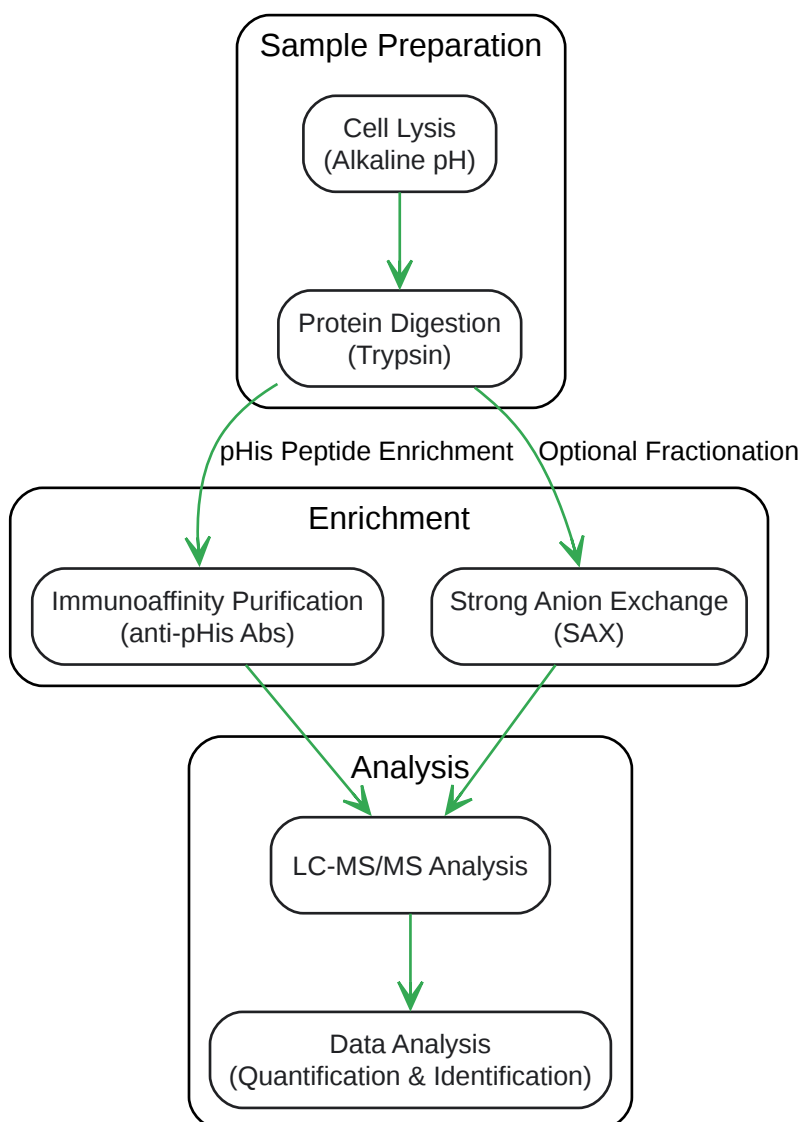 Sample Preparation
Cell Lysis
(Alkaline pH)
Protein Digestion
(Trypsin)
pHis Peptide Enrichment
Optional Fractionation
Enrichment
Immunoaffinity Purification
(anti-pHis Abs)
Strong Anion Exchange
(SAX)
Analysis
LC-MS/MS Analysis
Data Analysis
(Quantification & Identification)